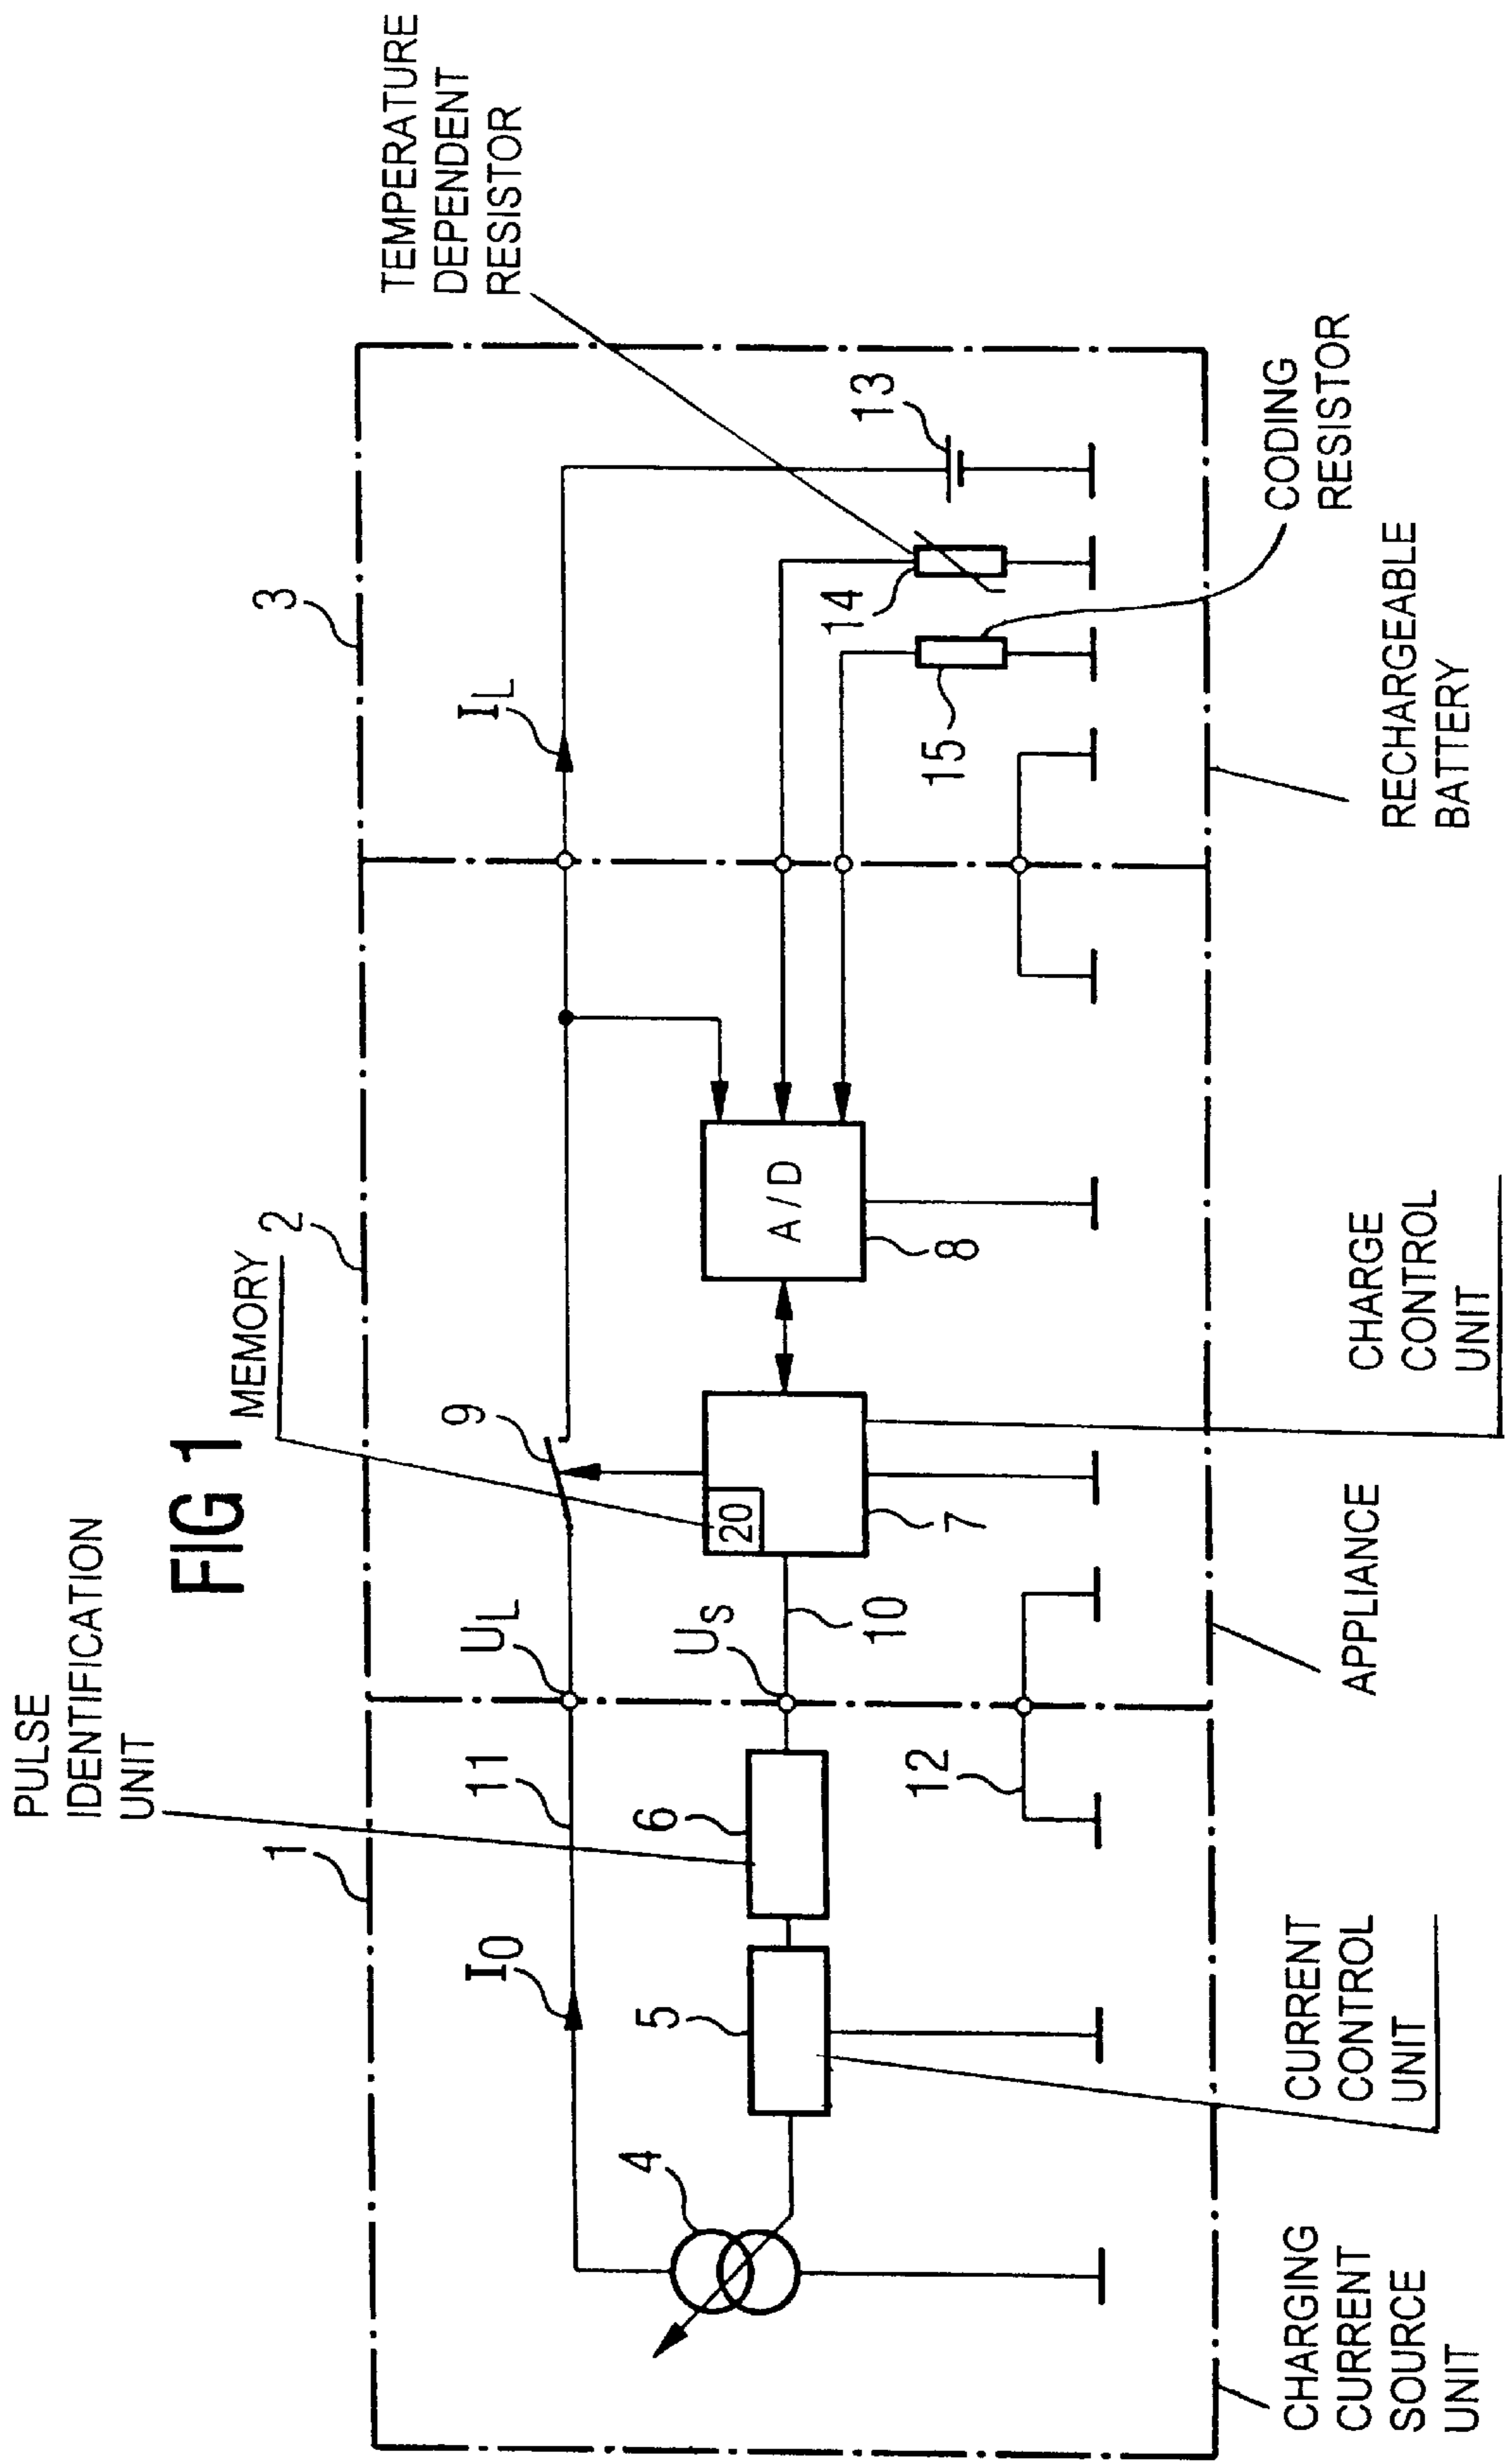 FIG 1
PULSE
IDENTIFICATION
UNIT
MEMORY
TEMPERATURE
DEPENDENT
RESISTOR
1
2
3
I0
11
UL
9
IL
4
5
6
US
10
20
7
A/D
8
12
13
14
15
CHARGING
CURRENT
SOURCE
UNIT
CURRENT
CONTROL
UNIT
APPLIANCE
CHARGE
CONTROL
UNIT
RECHARGEABLE
BATTERY
CODING
RESISTOR